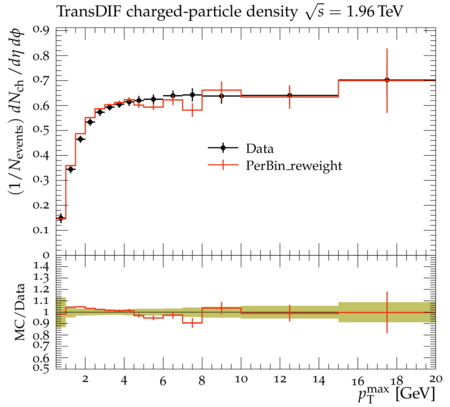 TransDIF charged-particle density √s = 1.96 TeV
(1/N_events) dN_ch/dη dϕ
0.9
0.8
0.7
0.6
0.5
0.4
0.3
0.2
0.1
0
Data
PerBin_reweight
MC/Data
1.4
1.3
1.2
1.1
1
0.9
0.8
0.7
0.6
0.5
2 4 6 8 10 12 14 16 18 20
p_T^max [GeV]